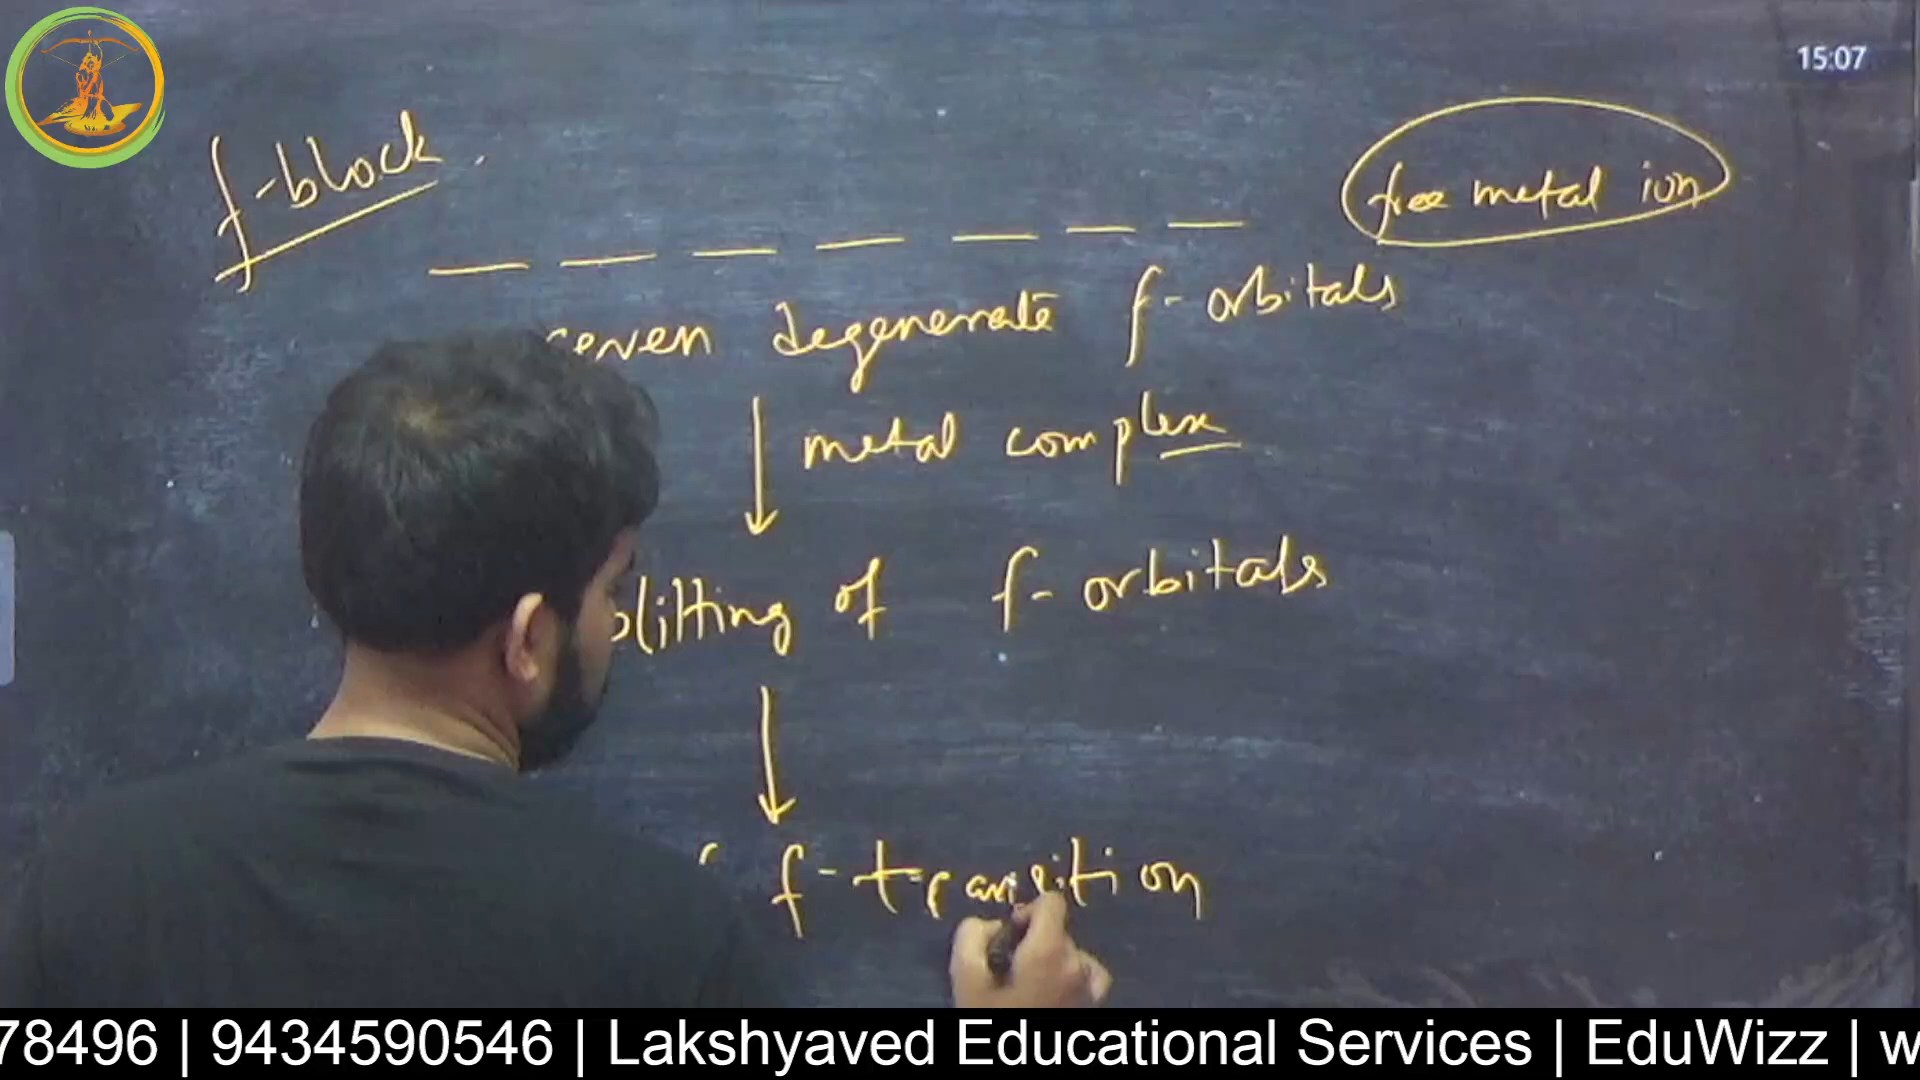 15:07
f-block.
free metal ion
seven degenerate f-orbitals
metal complex
splitting of f-orbitals
f-transition
78496 | 9434590546 | Lakshyaved Educational Services | EduWizz | w